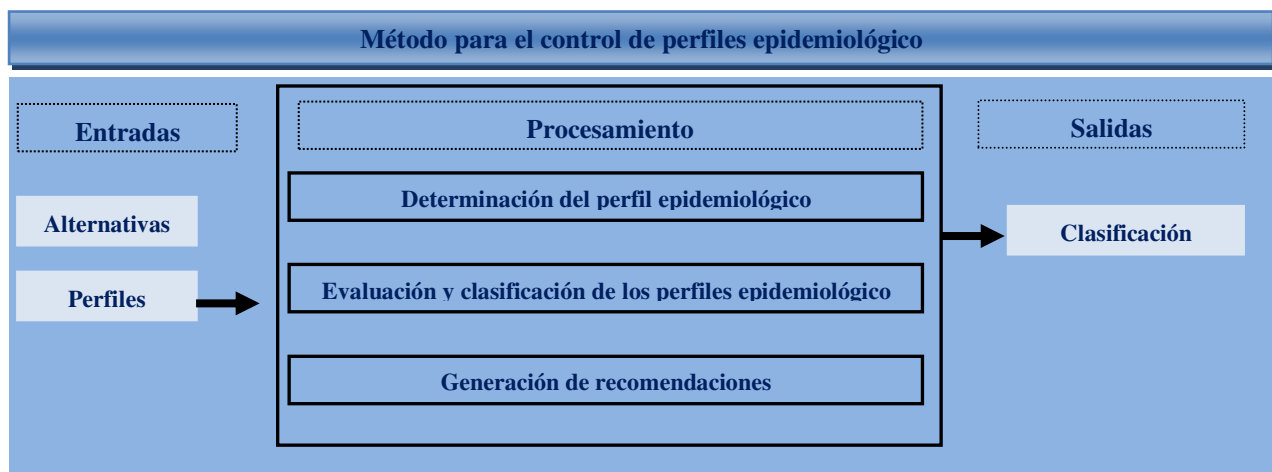 Método para el control de perfiles epidemiológico
Entradas
Procesamiento
Salidas
Alternativas
Perfiles
Determinación del perfil epidemiológico
Evaluación y clasificación de los perfiles epidemiológico
Generación de recomendaciones
Clasificación